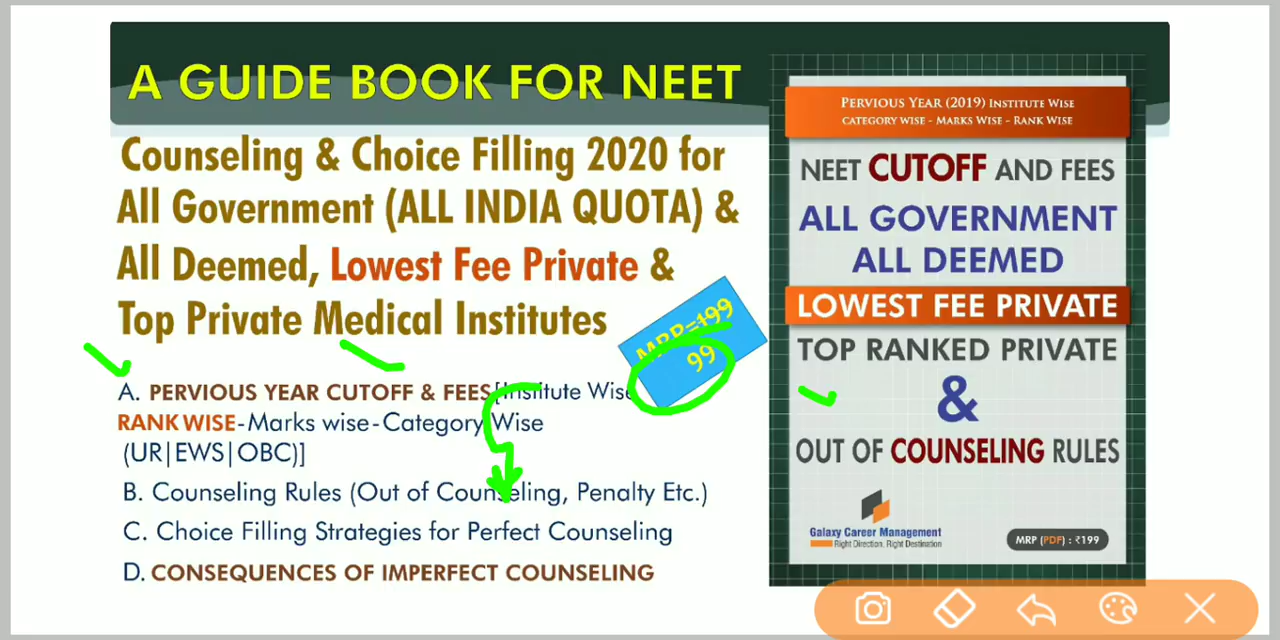 A GUIDE BOOK FOR NEET
Counseling & Choice Filling 2020 for
All Government (ALL INDIA QUOTA) &
All Deemed, Lowest Fee Private &
Top Private Medical Institutes
MRP=199
99
A. PERVIOUS YEAR CUTOFF & FEES[Institute Wise
RANK WISE-Marks wise-Category Wise
(UR|EWS|OBC)]
B. Counseling Rules (Out of Counseling, Penalty Etc.)
C. Choice Filling Strategies for Perfect Counseling
D. CONSEQUENCES OF IMPERFECT COUNSELING
PERVIOUS YEAR (2019) INSTITUTE WISE
CATEGORY WISE - MARKS WISE - RANK WISE
NEET CUTOFF AND FEES
ALL GOVERNMENT
ALL DEEMED
LOWEST FEE PRIVATE
TOP RANKED PRIVATE
&
OUT OF COUNSELING RULES
Galaxy Career Management
Right Direction, Right Destination
MRP (PDF) : ₹199